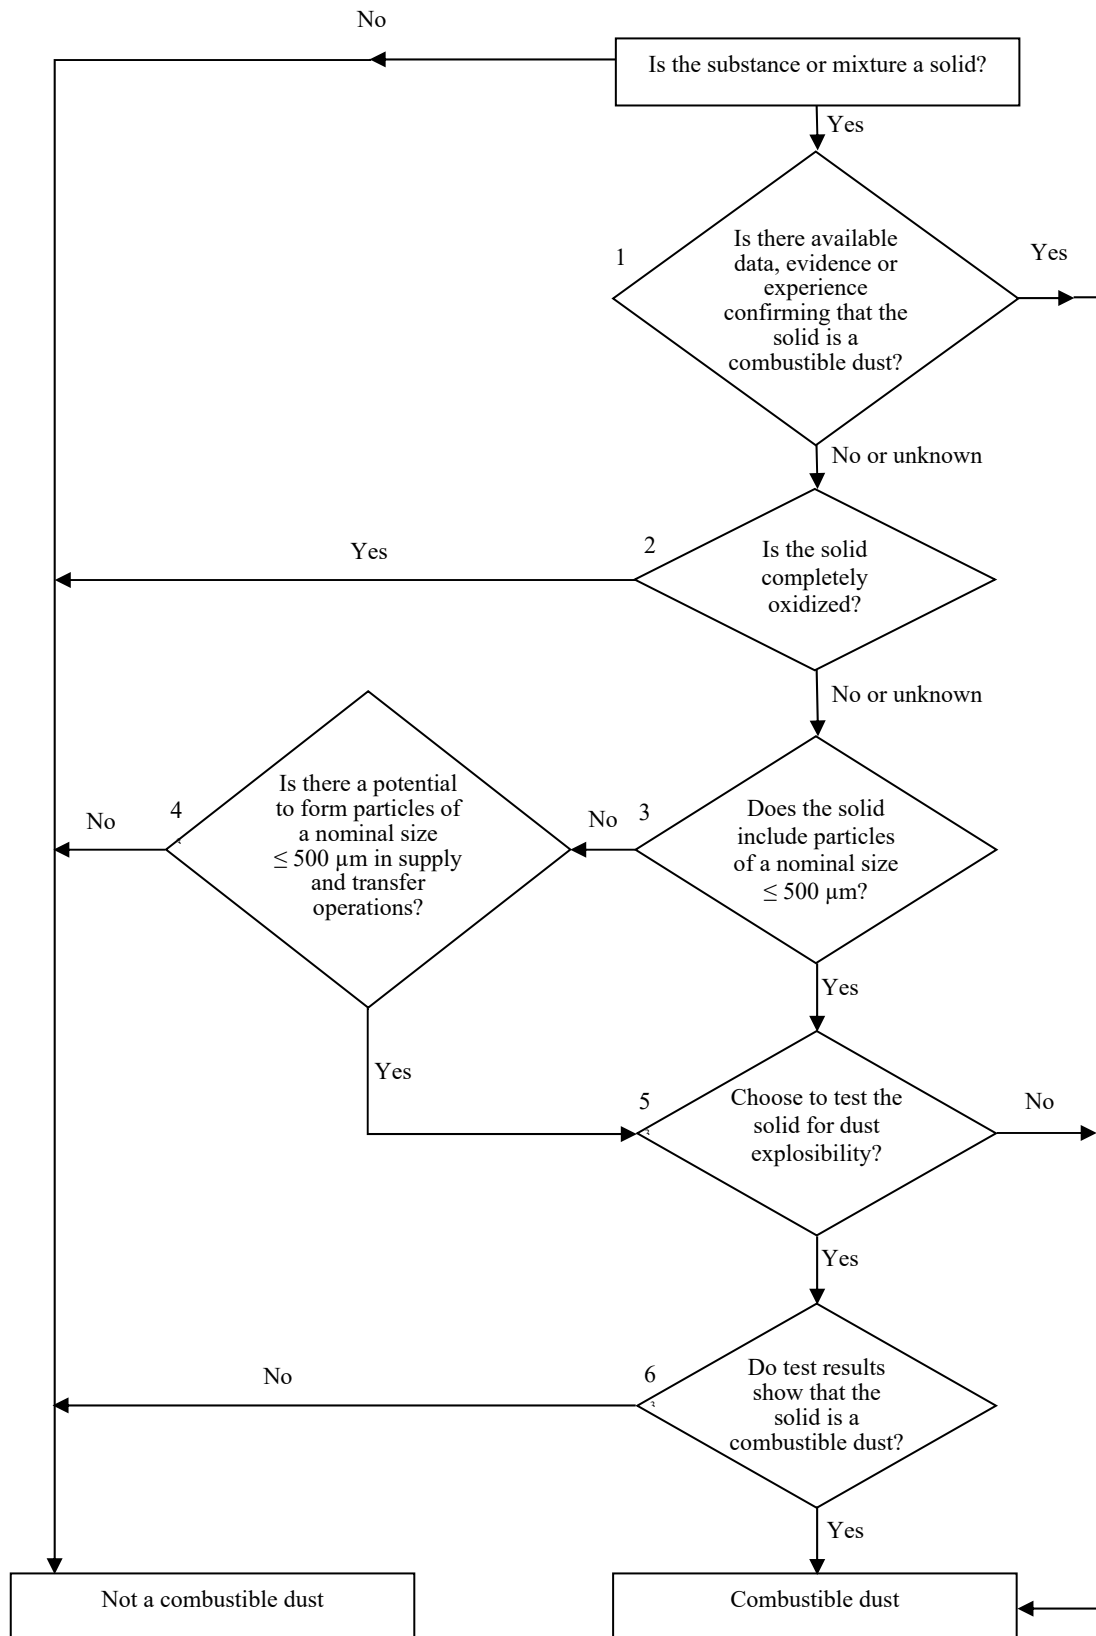 No
Is the substance or mixture a solid?
Yes
1
Is there available
data, evidence or
experience
confirming that the
solid is a
combustible dust?
Yes
No or unknown
2
Is the solid
completely
oxidized?
Yes
No or unknown
3
Does the solid
include particles
of a nominal size
≤ 500 µm?
No
4
Is there a potential
to form particles of
a nominal size
≤ 500 µm in supply
and transfer
operations?
No
Yes
Yes
5
Choose to test the
solid for dust
explosibility?
No
Yes
6
Do test results
show that the
solid is a
combustible dust?
No
Yes
Not a combustible dust
Combustible dust